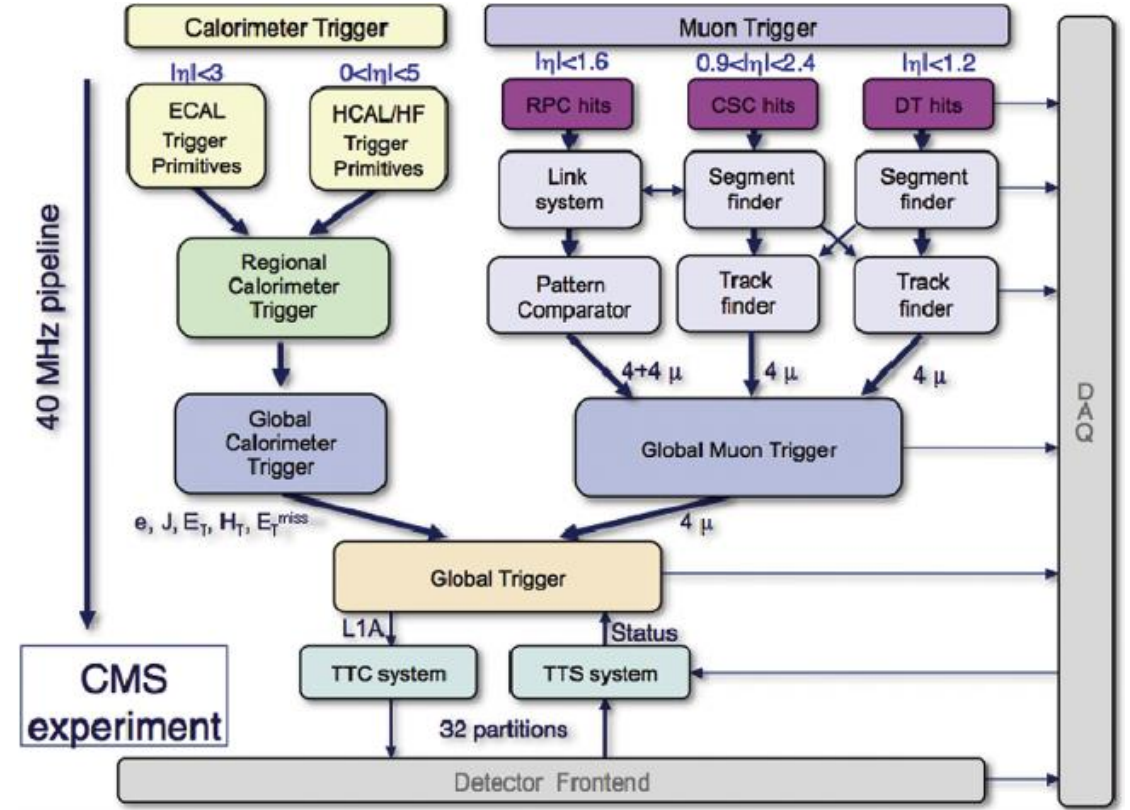 Calorimeter Trigger
Muon Trigger
|η|<3
0<|η|<5
|η|<1.6
0.9<|η|<2.4
|η|<1.2
ECAL
Trigger
Primitives
HCAL/HF
Trigger
Primitives
RPC hits
CSC hits
DT hits
Link
system
Segment
finder
Segment
finder
40 MHz pipeline
Regional
Calorimeter
Trigger
Pattern
Comparator
Track
finder
Track
finder
4+4 μ
4 μ
4 μ
DAQ
Global
Calorimeter
Trigger
Global Muon Trigger
e, J, E_T, H_T, E_T^miss
4 μ
Global Trigger
L1A
Status
TTC system
TTS system
CMS
experiment
32 partitions
Detector Frontend